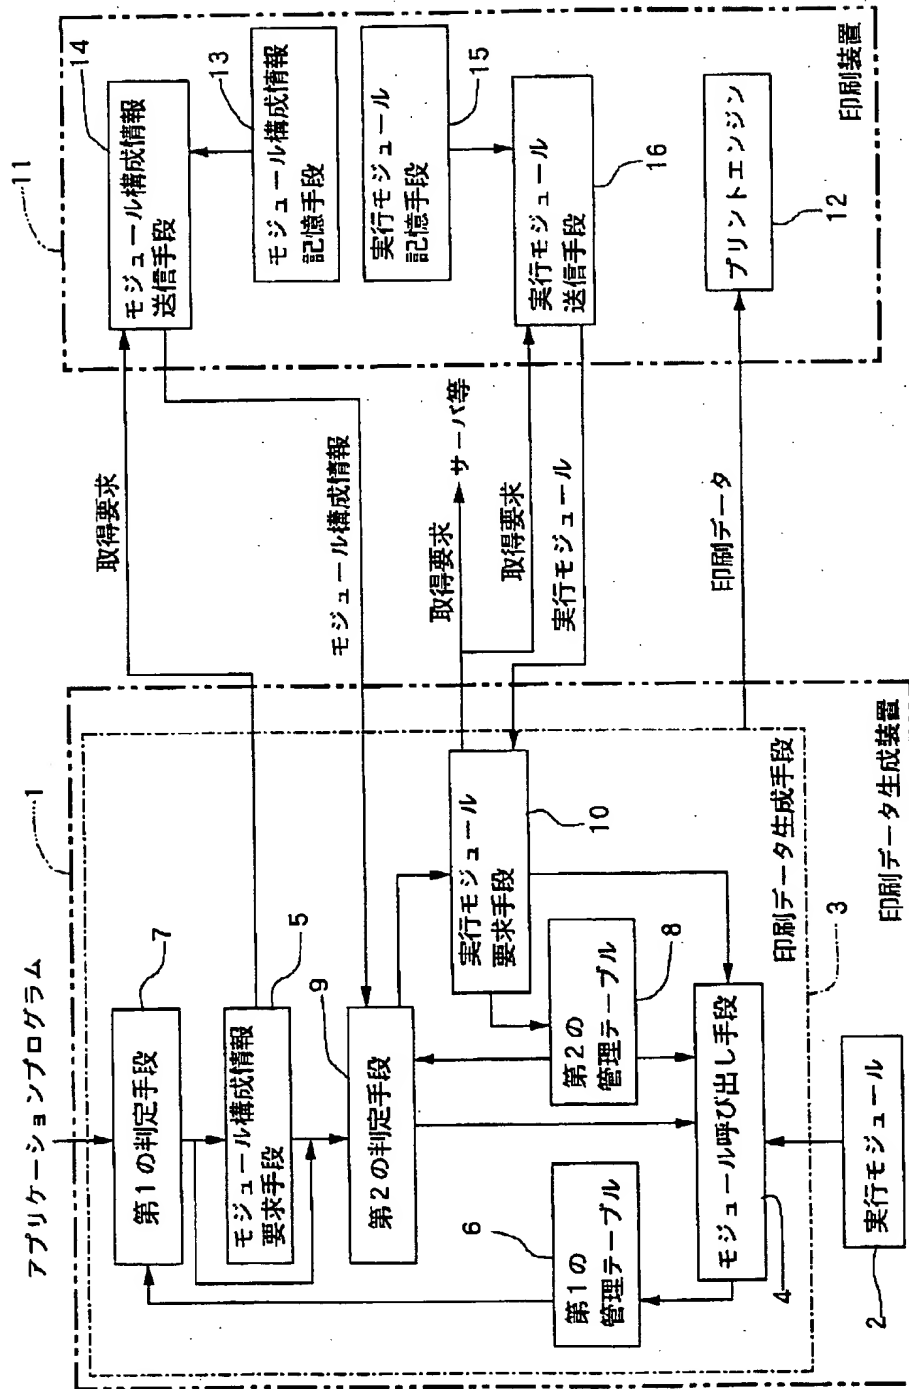 アプリケーションプログラム
1
7
第1の判定手段
5
モジュール構成情報
要求手段
9
第2の判定手段
実行モジュール
要求手段
10
6
第1の
管理テーブル
第2の
管理テーブル
8
モジュール呼び出し手段
4
印刷データ生成手段
3
2
実行モジュール
印刷データ生成装置
取得要求
モジュール構成情報
取得要求
サーバ等
取得要求
実行モジュール
印刷データ
11
14
モジュール構成情報
送信手段
13
モジュール構成情報
記憶手段
実行モジュール
記憶手段
15
実行モジュール
送信手段
16
プリントエンジン
12
印刷装置